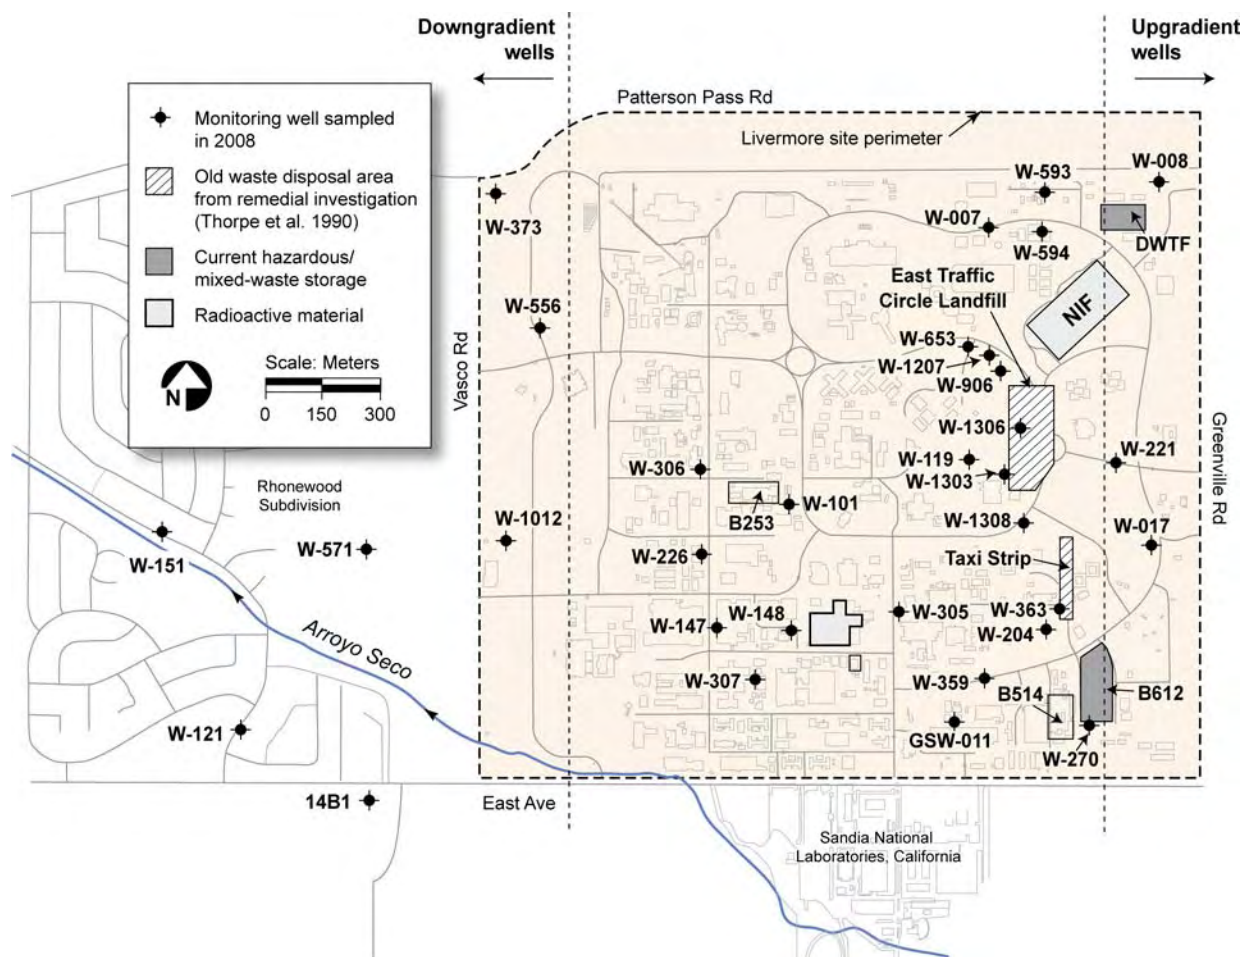 Downgradient
wells
Upgradient
wells
Patterson Pass Rd
Livermore site perimeter
Monitoring well sampled
in 2008
Old waste disposal area
from remedial investigation
(Thorpe et al. 1990)
Current hazardous/
mixed-waste storage
Radioactive material
Scale: Meters
0 150 300
N
Vasco Rd
Greenville Rd
W-008
W-593
W-373
W-007
W-594
DWTF
East Traffic
Circle Landfill
NIF
W-556
W-653
W-1207
W-906
W-1306
W-306
W-119
W-221
W-1303
Rhonewood
Subdivision
B253
W-101
W-1308
W-017
W-151
W-571
W-1012
W-226
Taxi Strip
W-147
W-148
W-305
W-363
W-204
Arroyo Seco
W-307
W-359
B514
B612
W-121
GSW-011
W-270
14B1
East Ave
Sandia National
Laboratories, California